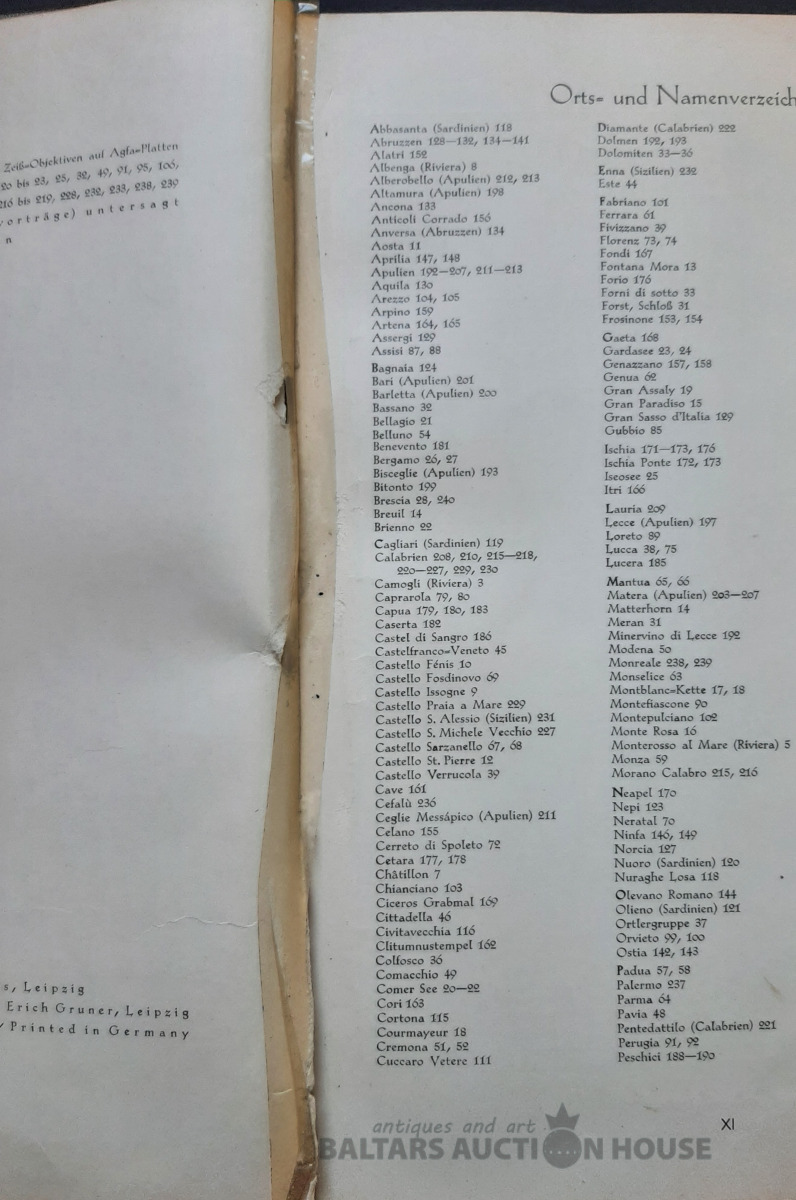 Zeiß=Objektiven auf Agfa=Platten
20 bis 23, 25, 32, 49, 91, 95, 106,
216 bis 219, 228, 232, 233, 238, 239
vorträge) untersagt
n
s, Leipzig
Erich Gruner, Leipzig
/ Printed in Germany
Orts= und Namenverzeich
Abbasanta (Sardinien) 118
Abruzzen 128—132, 134—141
Alatri 152
Albenga (Riviera) 8
Alberobello (Apulien) 212, 213
Altamura (Apulien) 198
Ancona 133
Anticoli Corrado 156
Anversa (Abruzzen) 134
Aosta 11
Aprilia 147, 148
Apulien 192—207, 211—213
Aquila 130
Arezzo 104, 105
Arpino 159
Artena 164, 165
Assergi 129
Assisi 87, 88
Bagnaia 124
Bari (Apulien) 201
Barletta (Apulien) 200
Bassano 32
Bellagio 21
Belluno 54
Benevento 181
Bergamo 26, 27
Bisceglie (Apulien) 193
Bitonto 199
Brescia 28, 240
Breuil 14
Brienno 22
Cagliari (Sardinien) 119
Calabrien 208, 210, 215—218,
220—227, 229, 230
Camogli (Riviera) 3
Caprarola 79, 80
Capua 179, 180, 183
Caserta 182
Castel di Sangro 186
Castelfranco=Veneto 45
Castello Fénis 10
Castello Fosdinovo 69
Castello Issogne 9
Castello Praia a Mare 229
Castello S. Alessio (Sizilien) 231
Castello S. Michele Vecchio 227
Castello Sarzanello 67, 68
Castello St. Pierre 12
Castello Verrucola 39
Cave 161
Cefalù 236
Ceglie Messápico (Apulien) 211
Celano 155
Cerreto di Spoleto 72
Cetara 177, 178
Châtillon 7
Chianciano 103
Ciceros Grabmal 169
Cittadella 46
Civitavecchia 116
Clitumnustempel 162
Colfosco 36
Comacchio 49
Comer See 20—22
Cori 163
Cortona 115
Courmayeur 18
Cremona 51, 52
Cuccaro Vetere 111
Diamante (Calabrien) 222
Dolmen 192, 193
Dolomiten 33—36
Enna (Sizilien) 232
Este 44
Fabriano 101
Ferrara 61
Fivizzano 39
Florenz 73, 74
Fondi 167
Fontana Mora 13
Forio 176
Forni di sotto 33
Forst, Schloß 31
Frosinone 153, 154
Gaeta 168
Gardasee 23, 24
Genazzano 157, 158
Genua 62
Gran Assaly 19
Gran Paradiso 15
Gran Sasso d'Italia 129
Gubbio 85
Ischia 171—173, 176
Ischia Ponte 172, 173
Iseosee 25
Itri 166
Lauria 209
Lecce (Apulien) 197
Loreto 89
Lucca 38, 75
Lucera 185
Mantua 65, 66
Matera (Apulien) 203—207
Matterhorn 14
Meran 31
Minervino di Lecce 192
Modena 50
Monreale 238, 239
Monselice 63
Montblanc=Kette 17, 18
Montefiascone 90
Montepulciano 102
Monte Rosa 16
Monterosso al Mare (Riviera) 5
Monza 59
Morano Calabro 215, 216
Neapel 170
Nepi 123
Neratal 70
Ninfa 146, 149
Norcia 127
Nuoro (Sardinien) 120
Nuraghe Losa 118
Olevano Romano 144
Olieno (Sardinien) 121
Ortlergruppe 37
Orvieto 99, 100
Ostia 142, 143
Padua 57, 58
Palermo 237
Parma 64
Pavia 48
Pentedattilo (Calabrien) 221
Perugia 91, 92
Peschici 188—190
XI
antiques and art
BALTARS AUCTION HOUSE